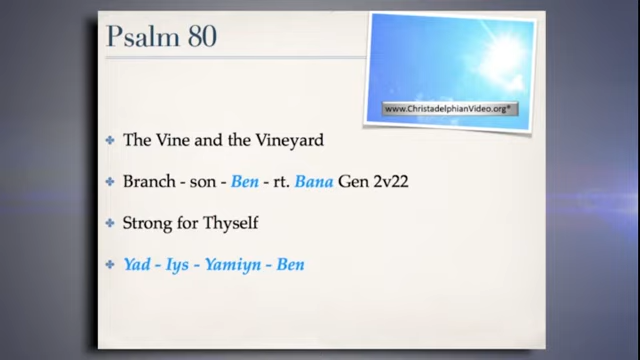 Psalm 80
www.ChristadelphianVideo.org*
The Vine and the Vineyard
Branch - son - Ben - rt. Bana Gen 2v22
Strong for Thyself
Yad - Iys - Yamiyn - Ben